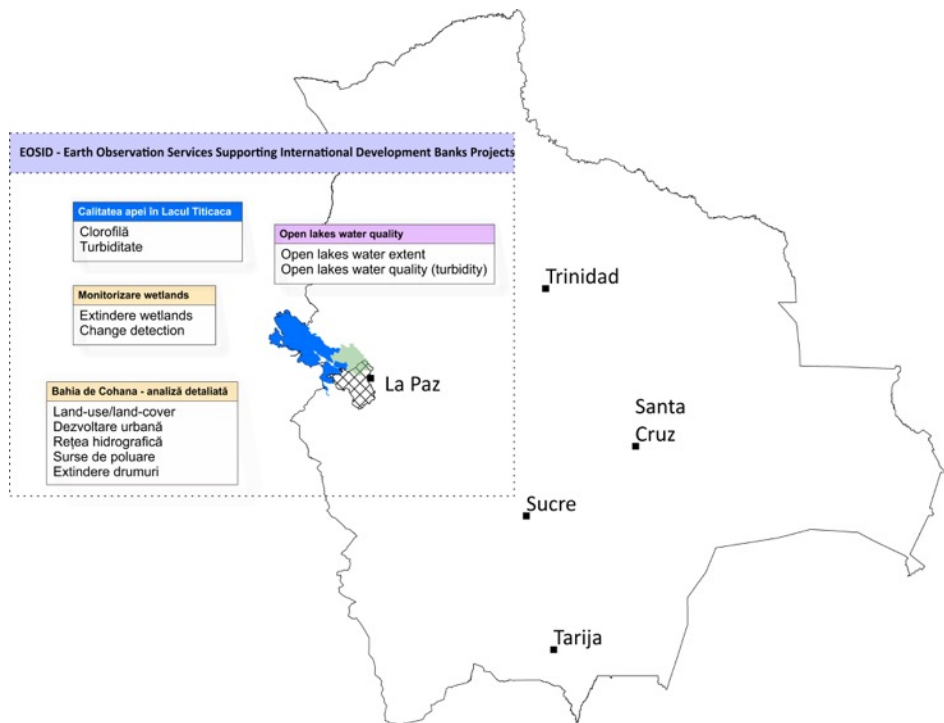 EOSID - Earth Observation Services Supporting International Development Banks Projects
Calitatea apei în Lacul Titicaca
Clorofilă
Turbiditate
Open lakes water quality
Open lakes water extent
Open lakes water quality (turbidity)
Monitorizare wetlands
Extindere wetlands
Change detection
Bahia de Cohana - analiză detaliată
Land-use/land-cover
Dezvoltare urbană
Rețea hidrografică
Surse de poluare
Extindere drumuri
Trinidad
La Paz
Santa
Cruz
Sucre
Tarija